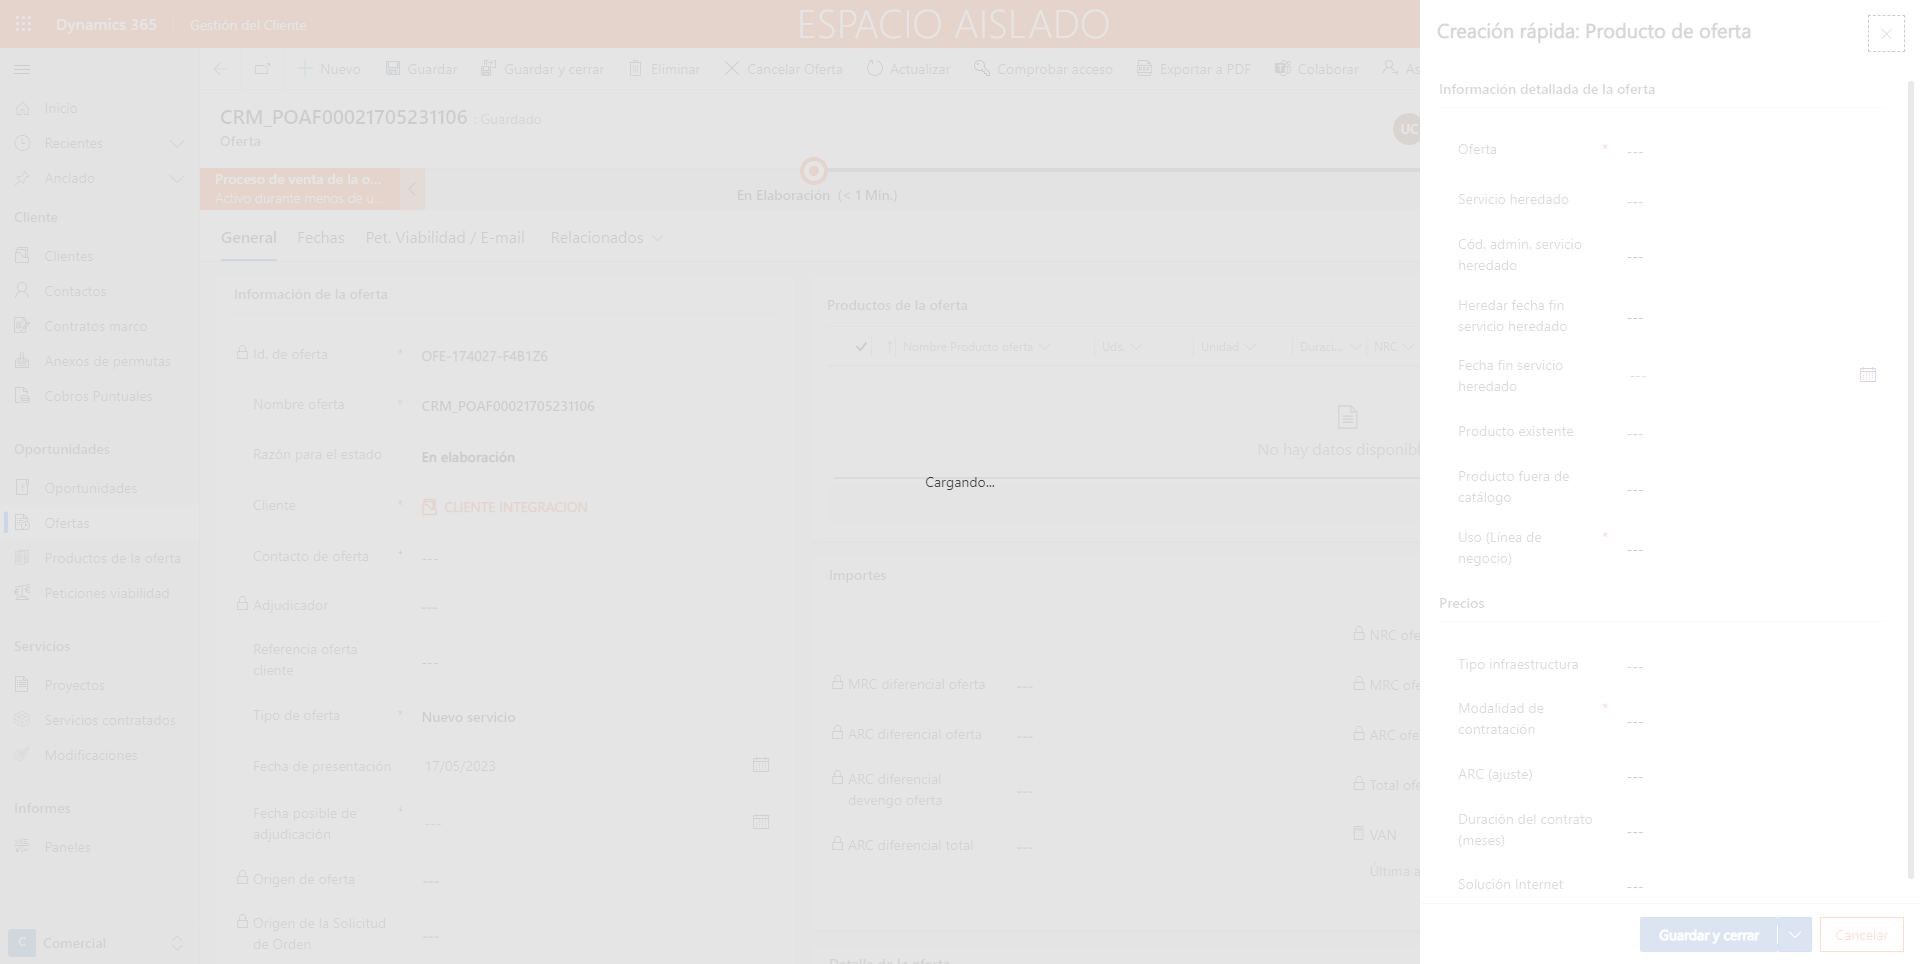 Dynamics 365
Gestión del Cliente
ESPACIO AISLADO
Nuevo
Guardar
Guardar y cerrar
Eliminar
Cancelar Oferta
Actualizar
Comprobar acceso
Exportar a PDF
Colaborar
As
Inicio
Recientes
Anclado
Cliente
Clientes
Contactos
Contratos marco
Anexos de permutas
Cobros Puntuales
Oportunidades
Oportunidades
Ofertas
Productos de la oferta
Peticiones viabilidad
Servicios
Proyectos
Servicios contratados
Modificaciones
Informes
Paneles
C
Comercial
CRM_POAF00021705231106 : Guardado
Oferta
UC
Proceso de venta de la o...
Activo durante menos de u...
En Elaboración (< 1 Min.)
General
Fechas
Pet. Viabilidad / E-mail
Relacionados
Información de la oferta
Id. de oferta * OFE-174027-F4B1Z6
Nombre oferta * CRM_POAF00021705231106
Razón para el estado En elaboración
Cliente * CLIENTE INTEGRACION
Contacto de oferta + ---
Adjudicador ---
Referencia oferta
cliente ---
Tipo de oferta * Nuevo servicio
Fecha de presentación 17/05/2023
Fecha posible de
adjudicación + ---
Origen de oferta ---
Origen de la Solicitud
de Orden ---
Productos de la oferta
Nombre Producto oferta
Uds.
Unidad
Duraci...
NRC
No hay datos disponibl
Cargando...
Importes
NRC ofe
MRC diferencial oferta ---
MRC ofe
ARC diferencial oferta ---
ARC ofe
ARC diferencial
devengo oferta ---
Total ofe
ARC diferencial total ---
VAN
Última a
Detalle de la oferta
Creación rápida: Producto de oferta
Información detallada de la oferta
Oferta * ---
Servicio heredado ---
Cód. admin. servicio
heredado ---
Heredar fecha fin
servicio heredado ---
Fecha fin servicio
heredado ---
Producto existente ---
Producto fuera de
catálogo ---
Uso (Línea de
negocio) * ---
Precios
Tipo infraestructura ---
Modalidad de
contratación * ---
ARC (ajuste) ---
Duración del contrato
(meses) ---
Solución Internet ---
Guardar y cerrar
Cancelar